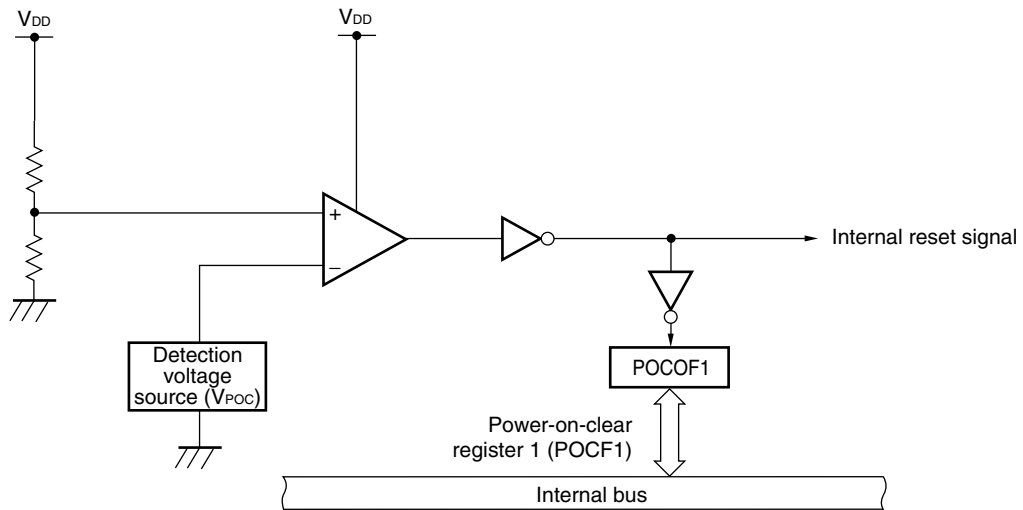 VDD
VDD
+
−
Internal reset signal
Detection
voltage
source (VPOC)
POCOF1
Power-on-clear
register 1 (POCF1)
Internal bus